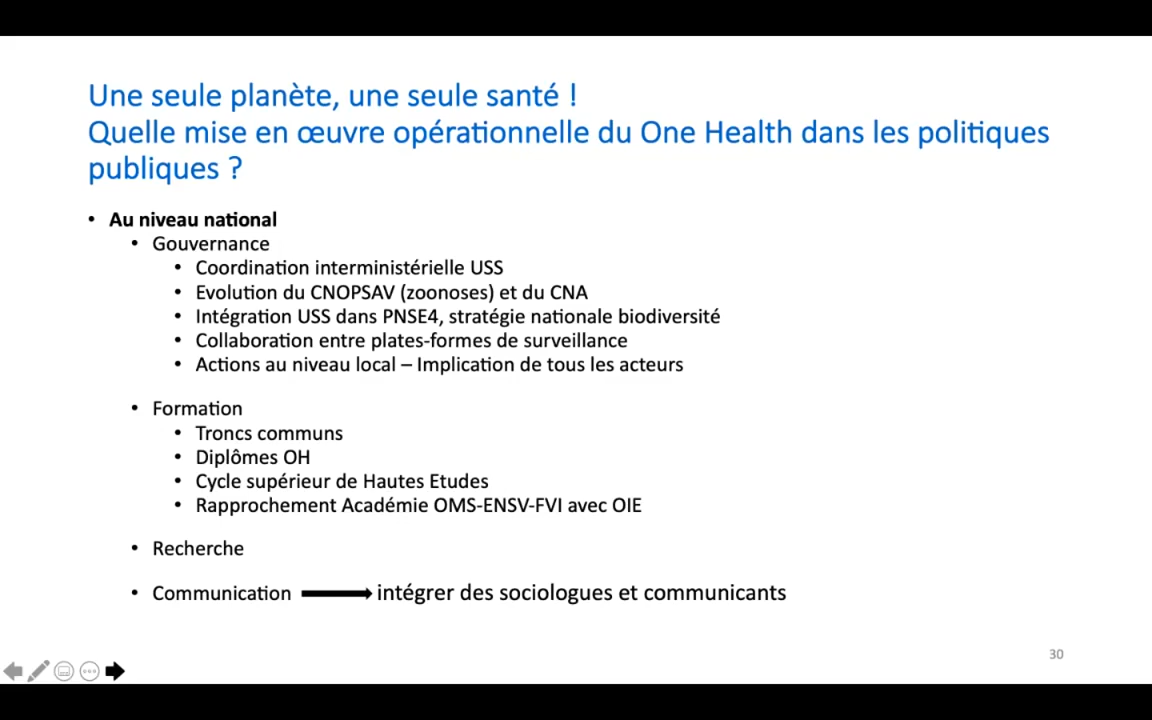 Une seule planète, une seule santé !
Quelle mise en œuvre opérationnelle du One Health dans les politiques
publiques ?
• Au niveau national
• Gouvernance
• Coordination interministérielle USS
• Evolution du CNOPSAV (zoonoses) et du CNA
• Intégration USS dans PNSE4, stratégie nationale biodiversité
• Collaboration entre plates-formes de surveillance
• Actions au niveau local – Implication de tous les acteurs
• Formation
• Troncs communs
• Diplômes OH
• Cycle supérieur de Hautes Etudes
• Rapprochement Académie OMS-ENSV-FVI avec OIE
• Recherche
• Communication intégrer des sociologues et communicants
30